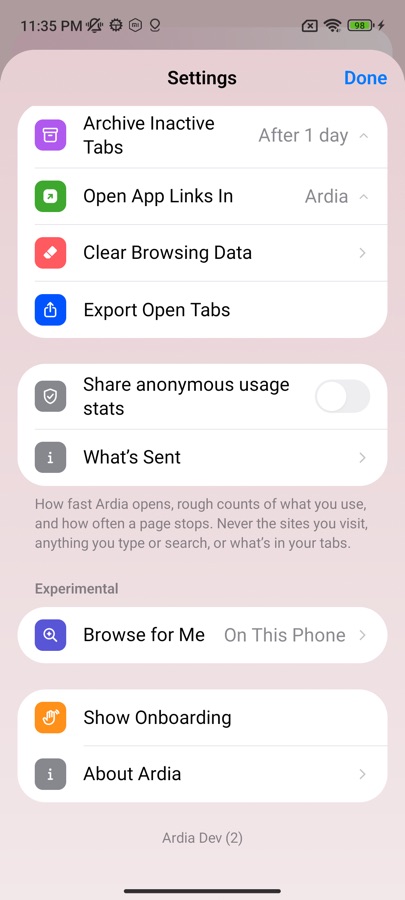 11:35 PM
98
Settings
Done
Archive Inactive
Tabs
After 1 day
Open App Links In
Ardia
Clear Browsing Data
Export Open Tabs
Share anonymous usage
stats
What's Sent
How fast Ardia opens, rough counts of what you use,
and how often a page stops. Never the sites you visit,
anything you type or search, or what's in your tabs.
Experimental
Browse for Me
On This Phone
Show Onboarding
About Ardia
Ardia Dev (2)